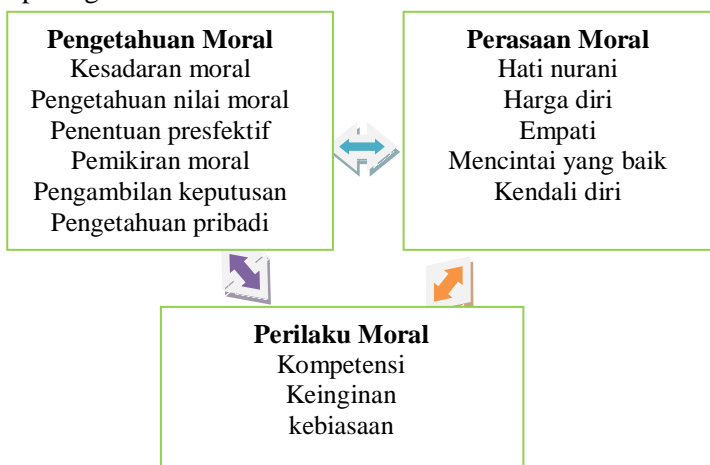 Pengetahuan Moral
Kesadaran moral
Pengetahuan nilai moral
Penentuan presfektif
Pemikiran moral
Pengambilan keputusan
Pengetahuan pribadi
Perasaan Moral
Hati nurani
Harga diri
Empati
Mencintai yang baik
Kendali diri
Perilaku Moral
Kompetensi
Keinginan
kebiasaan